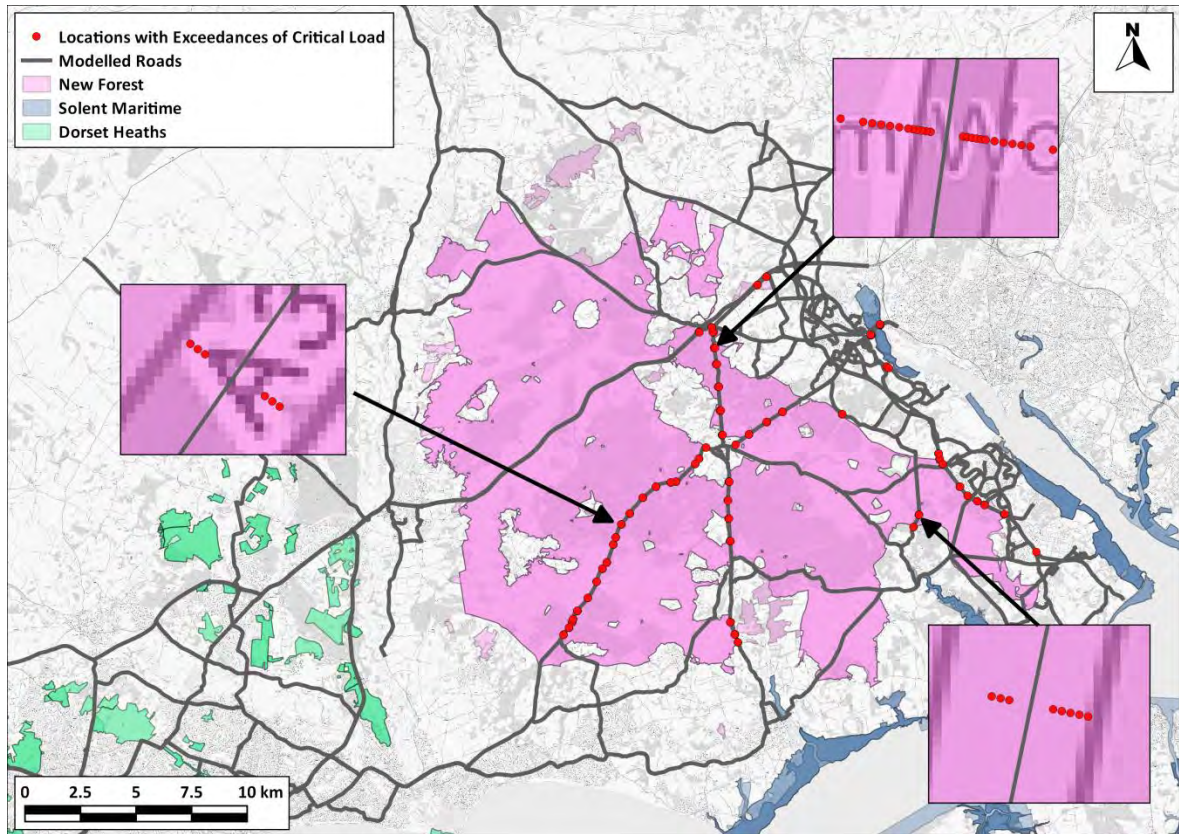 Locations with Exceedances of Critical Load
Modelled Roads
New Forest
Solent Maritime
Dorset Heaths
N
0 2.5 5 7.5 10 km